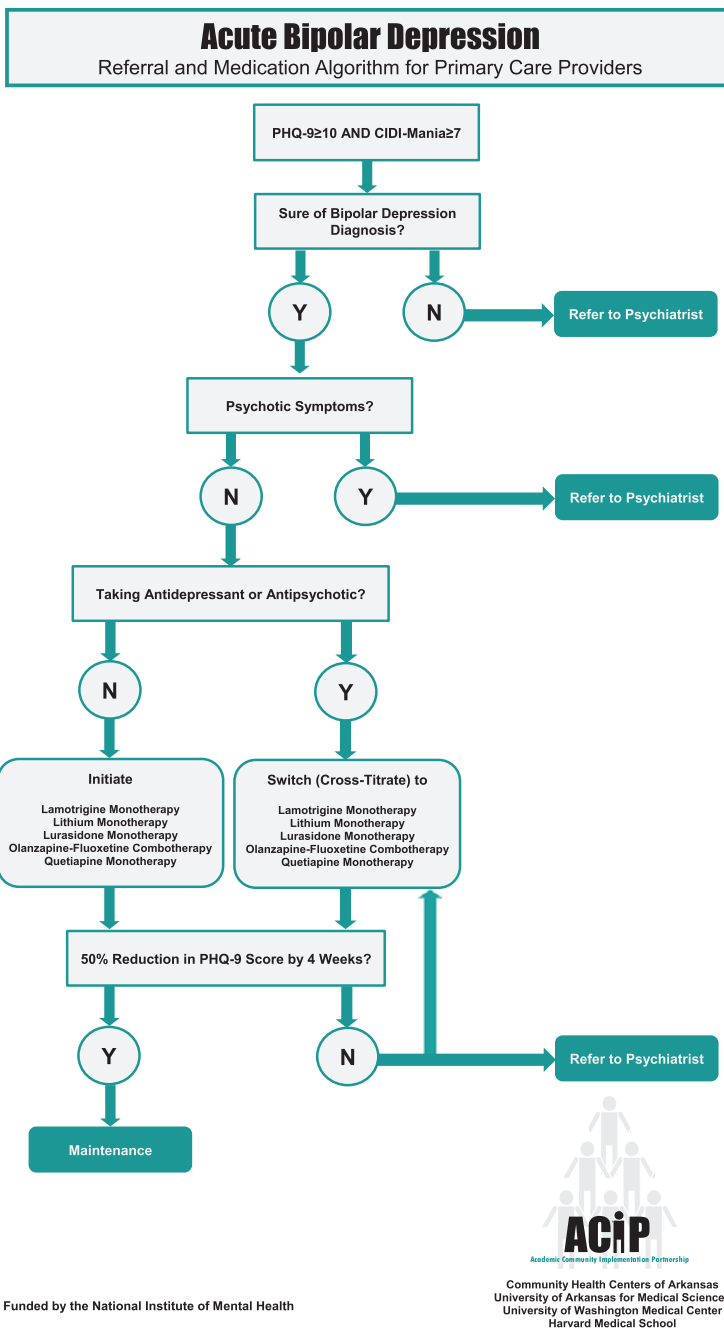 Acute Bipolar Depression
Referral and Medication Algorithm for Primary Care Providers
PHQ-9≥10 AND CIDI-Mania≥7
Sure of Bipolar Depression
Diagnosis?
Y
N
Refer to Psychiatrist
Psychotic Symptoms?
N
Y
Refer to Psychiatrist
Taking Antidepressant or Antipsychotic?
N
Y
Initiate
Lamotrigine Monotherapy
Lithium Monotherapy
Lurasidone Monotherapy
Olanzapine-Fluoxetine Combotherapy
Quetiapine Monotherapy
Switch (Cross-Titrate) to
Lamotrigine Monotherapy
Lithium Monotherapy
Lurasidone Monotherapy
Olanzapine-Fluoxetine Combotherapy
Quetiapine Monotherapy
50% Reduction in PHQ-9 Score by 4 Weeks?
Y
N
Refer to Psychiatrist
Maintenance
ACiP
Academic Community Implementation Partnership
Community Health Centers of Arkansas
University of Arkansas for Medical Science
University of Washington Medical Center
Harvard Medical School
Funded by the National Institute of Mental Health